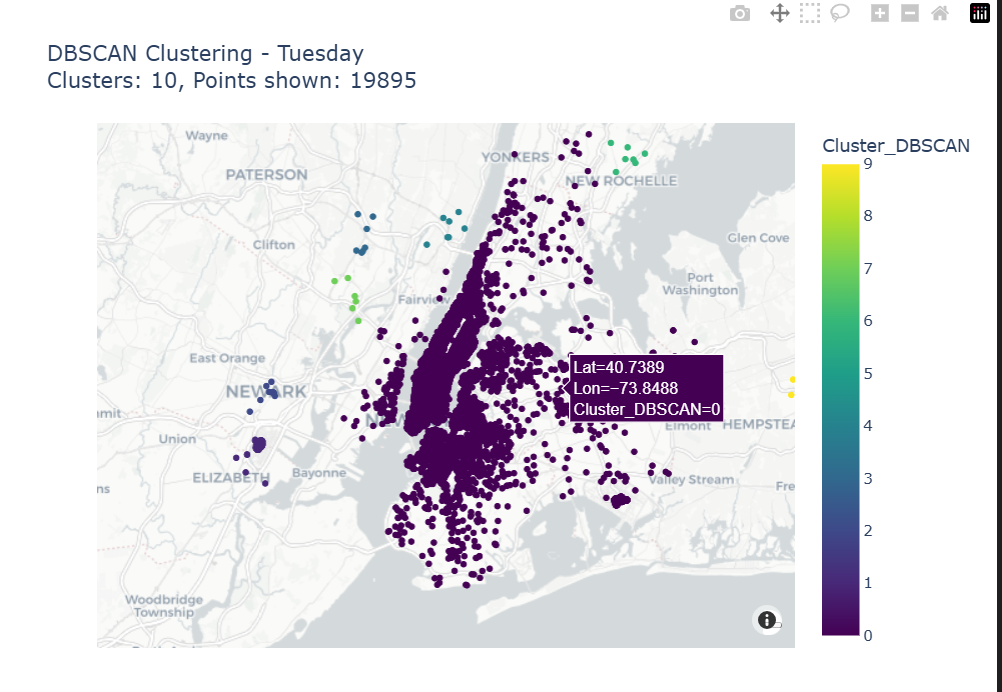 DBSCAN Clustering - Tuesday
Clusters: 10, Points shown: 19895
Cluster_DBSCAN
9
8
7
6
5
4
3
2
1
0
Wayne
YONKERS
PATERSON
NEW ROCHELLE
Clifton
Glen Cove
Port
Washington
Fairview
East Orange
NEWARK
Lat=40.7389
Lon=−73.8488
Cluster_DBSCAN=0
mit
Union
Elmont
HEMPSTEA
ELIZABETH
Bayonne
Valley Stream
ns
Fre
Woodbridge
Township